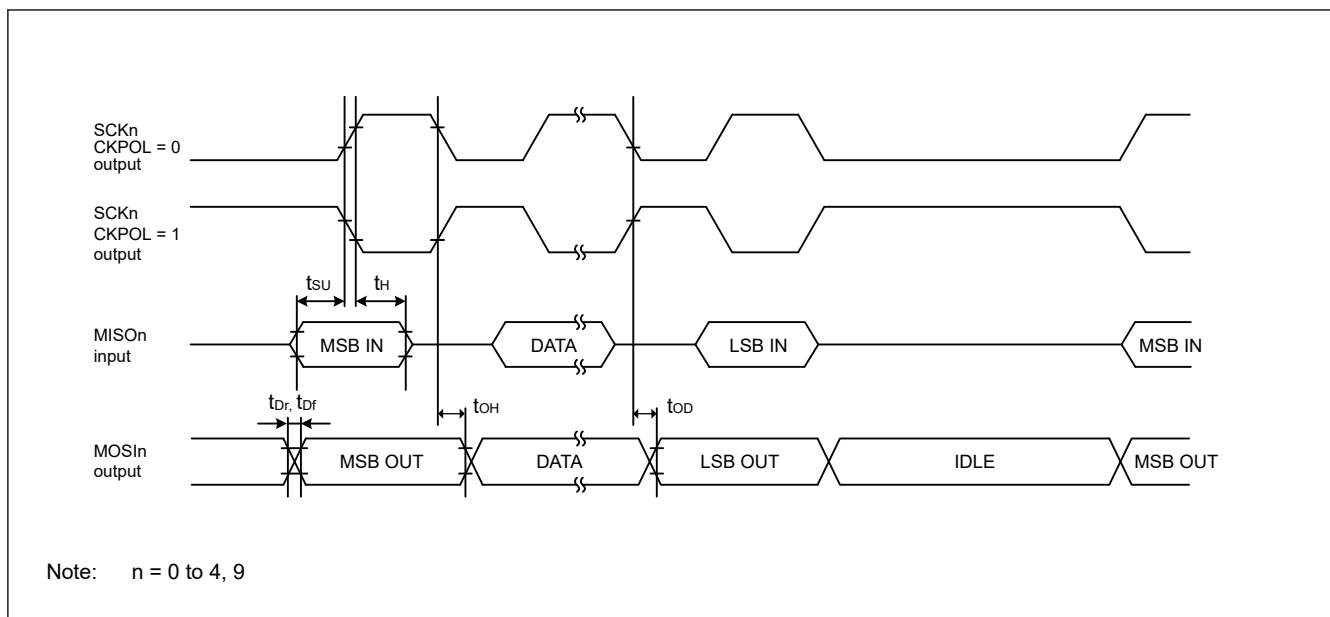 SCKn
CKPOL = 0
output
SCKn
CKPOL = 1
output
tSU
tH
MISOn
input
MSB IN
DATA
LSB IN
MSB IN
tDr, tDf
tOH
tOD
MOSIn
output
MSB OUT
DATA
LSB OUT
IDLE
MSB OUT
Note: n = 0 to 4, 9